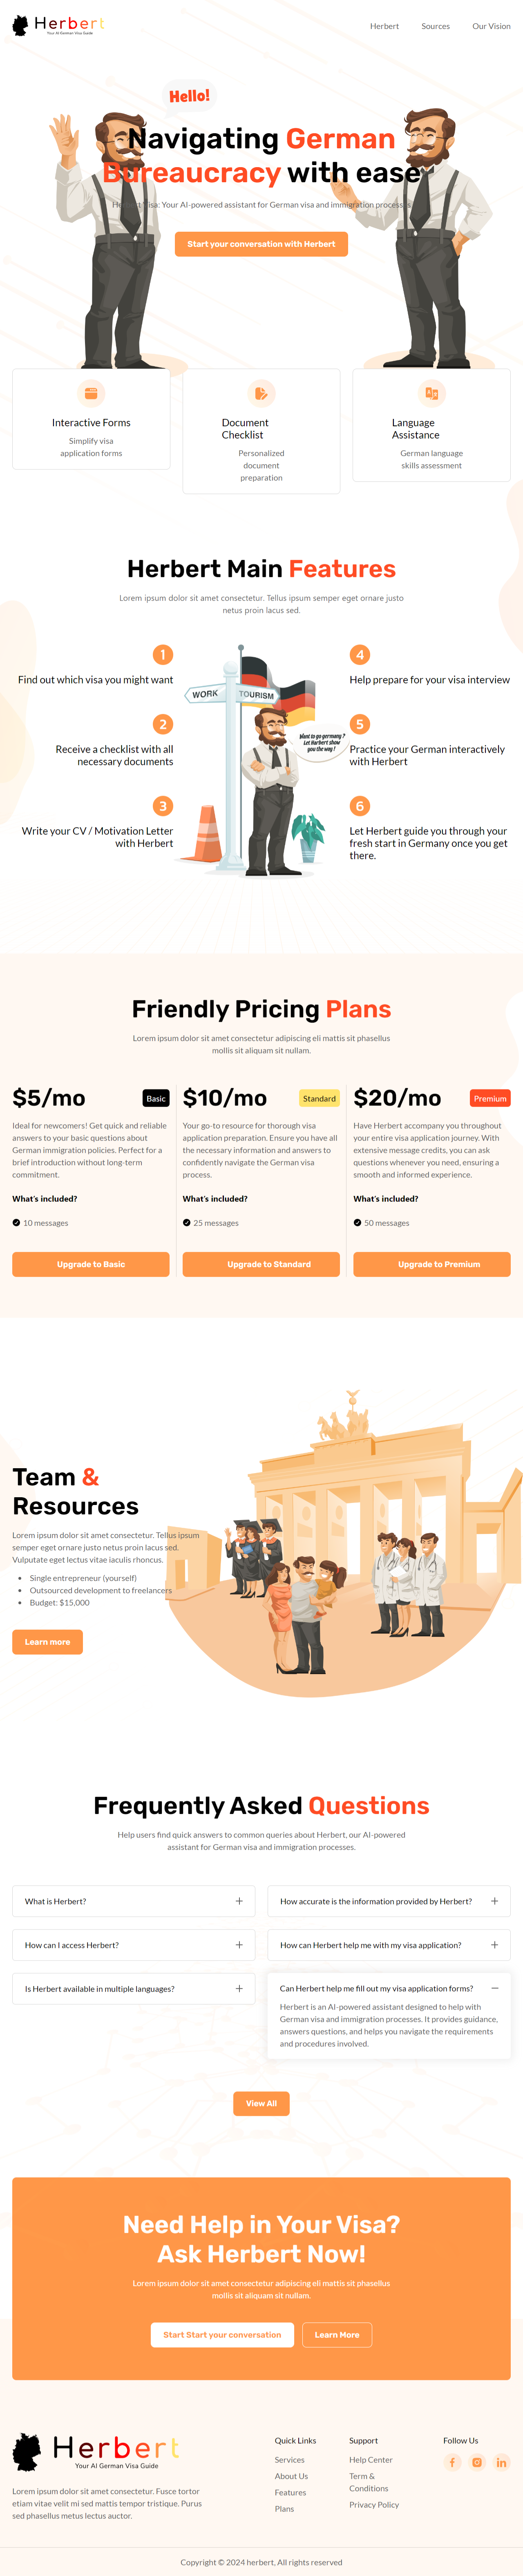 Herbert
Your AI German Visa Guide
Herbert
Sources
Our Vision
Hello!
Navigating German
Bureaucracy with ease
Herbert Visa: Your AI-powered assistant for German visa and immigration processes.
Start your conversation with Herbert
Interactive Forms
Simplify visa
application forms
Document
Checklist
Personalized
document
preparation
Language
Assistance
German language
skills assessment
Herbert Main Features
Lorem ipsum dolor sit amet consectetur. Tellus ipsum semper eget ornare justo
netus proin lacus sed.
1
Find out which visa you might want
2
Receive a checklist with all
necessary documents
3
Write your CV / Motivation Letter
with Herbert
WORK
TOURISM
Want to go germany ?
Let Herbert show
you the way !
4
Help prepare for your visa interview
5
Practice your German interactively
with Herbert
6
Let Herbert guide you through your
fresh start in Germany once you get
there.
Friendly Pricing Plans
Lorem ipsum dolor sit amet consectetur adipiscing eli mattis sit phasellus
mollis sit aliquam sit nullam.
$5/mo
Basic
Ideal for newcomers! Get quick and reliable
answers to your basic questions about
German immigration policies. Perfect for a
brief introduction without long-term
commitment.
What's included?
10 messages
Upgrade to Basic
$10/mo
Standard
Your go-to resource for thorough visa
application preparation. Ensure you have all
the necessary information and answers to
confidently navigate the German visa
process.
What's included?
25 messages
Upgrade to Standard
$20/mo
Premium
Have Herbert accompany you throughout
your entire visa application journey. With
extensive message credits, you can ask
questions whenever you need, ensuring a
smooth and informed experience.
What's included?
50 messages
Upgrade to Premium
Team &
Resources
Lorem ipsum dolor sit amet consectetur. Tellus ipsum
semper eget ornare justo netus proin lacus sed.
Vulputate eget lectus vitae iaculis rhoncus.
• Single entrepreneur (yourself)
• Outsourced development to freelancers
• Budget: $15,000
Learn more
Frequently Asked Questions
Help users find quick answers to common queries about Herbert, our AI-powered
assistant for German visa and immigration processes.
What is Herbert?
How can I access Herbert?
Is Herbert available in multiple languages?
How accurate is the information provided by Herbert?
How can Herbert help me with my visa application?
Can Herbert help me fill out my visa application forms?
Herbert is an AI-powered assistant designed to help with
German visa and immigration processes. It provides guidance,
answers questions, and helps you navigate the requirements
and procedures involved.
View All
Need Help in Your Visa?
Ask Herbert Now!
Lorem ipsum dolor sit amet consectetur adipiscing eli mattis sit phasellus
mollis sit aliquam sit nullam.
Start Start your conversation
Learn More
Herbert
Your AI German Visa Guide
Lorem ipsum dolor sit amet consectetur. Fusce tortor
etiam vitae velit mi sed mattis tempor tristique. Purus
sed phasellus metus lectus auctor.
Quick Links
Services
About Us
Features
Plans
Support
Help Center
Term &
Conditions
Privacy Policy
Follow Us
Copyright © 2024 herbert, All rights reserved